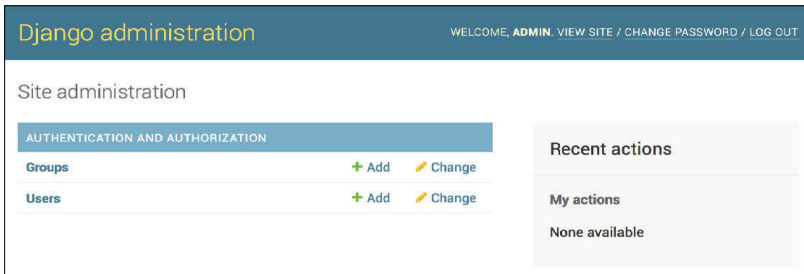 Django administration
WELCOME, ADMIN. VIEW SITE / CHANGE PASSWORD / LOG OUT
Site administration
AUTHENTICATION AND AUTHORIZATION
Groups + Add Change
Users + Add Change
Recent actions
My actions
None available